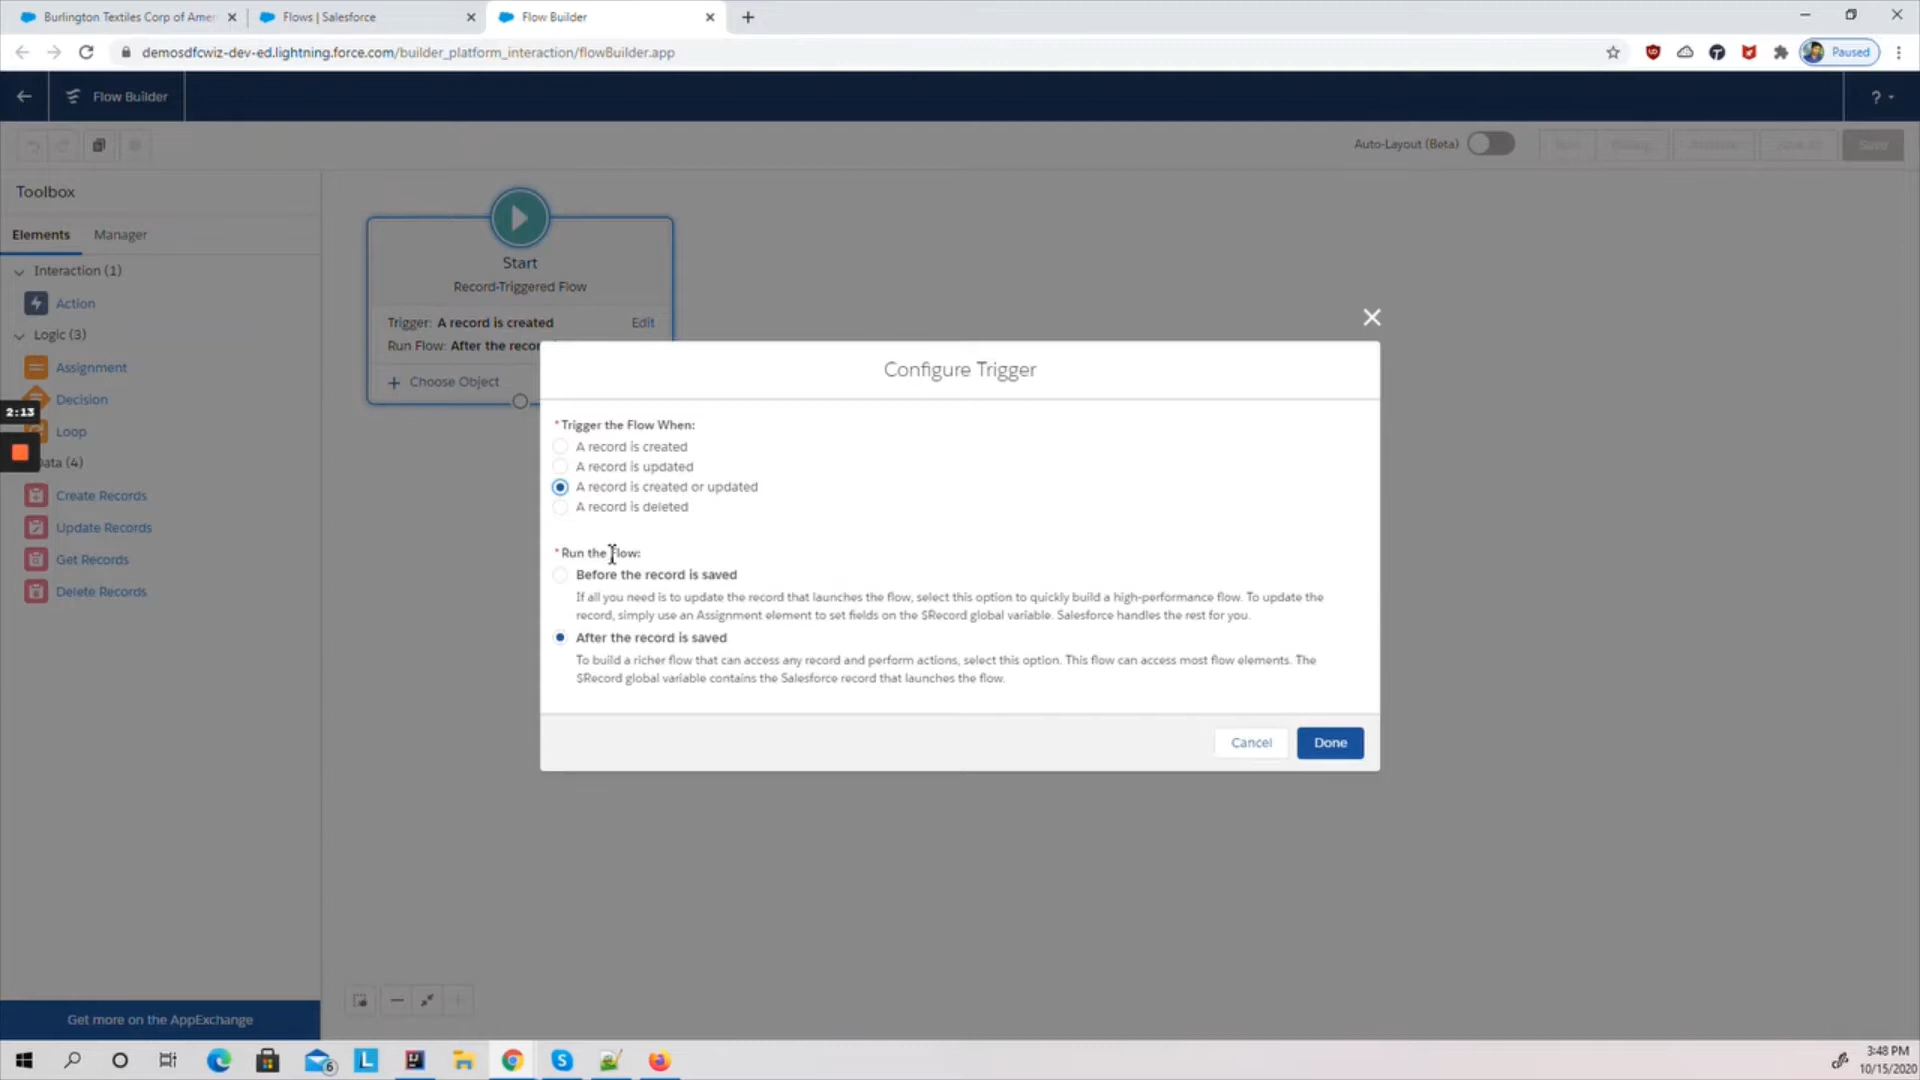 Burlington Textiles Corp of Amer
Flows | Salesforce
Flow Builder
demosdfcwiz-dev-ed.lightning.force.com/builder_platform_interaction/flowBuilder.app
Paused
Flow Builder
?
Auto-Layout (Beta)
Save
Toolbox
Elements
Manager
Interaction (1)
Action
Logic (3)
Assignment
Decision
2:13
Loop
ata (4)
Create Records
Update Records
Get Records
Delete Records
Get more on the AppExchange
Start
Record-Triggered Flow
Trigger: A record is created
Edit
Run Flow: After the recor
+ Choose Object
Configure Trigger
* Trigger the Flow When:
A record is created
A record is updated
A record is created or updated
A record is deleted
* Run the Flow:
Before the record is saved
If all you need is to update the record that launches the flow, select this option to quickly build a high-performance flow. To update the
record, simply use an Assignment element to set fields on the $Record global variable. Salesforce handles the rest for you.
After the record is saved
To build a richer flow that can access any record and perform actions, select this option. This flow can access most flow elements. The
$Record global variable contains the Salesforce record that launches the flow.
Cancel
Done
6
L
3:48 PM
10/15/2020